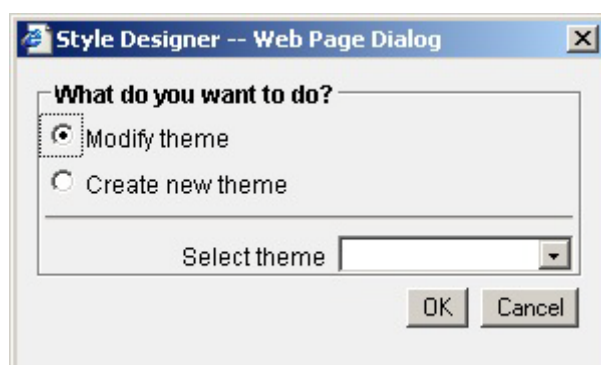 Style Designer -- Web Page Dialog
What do you want to do?
Modify theme
Create new theme
Select theme
OK Cancel